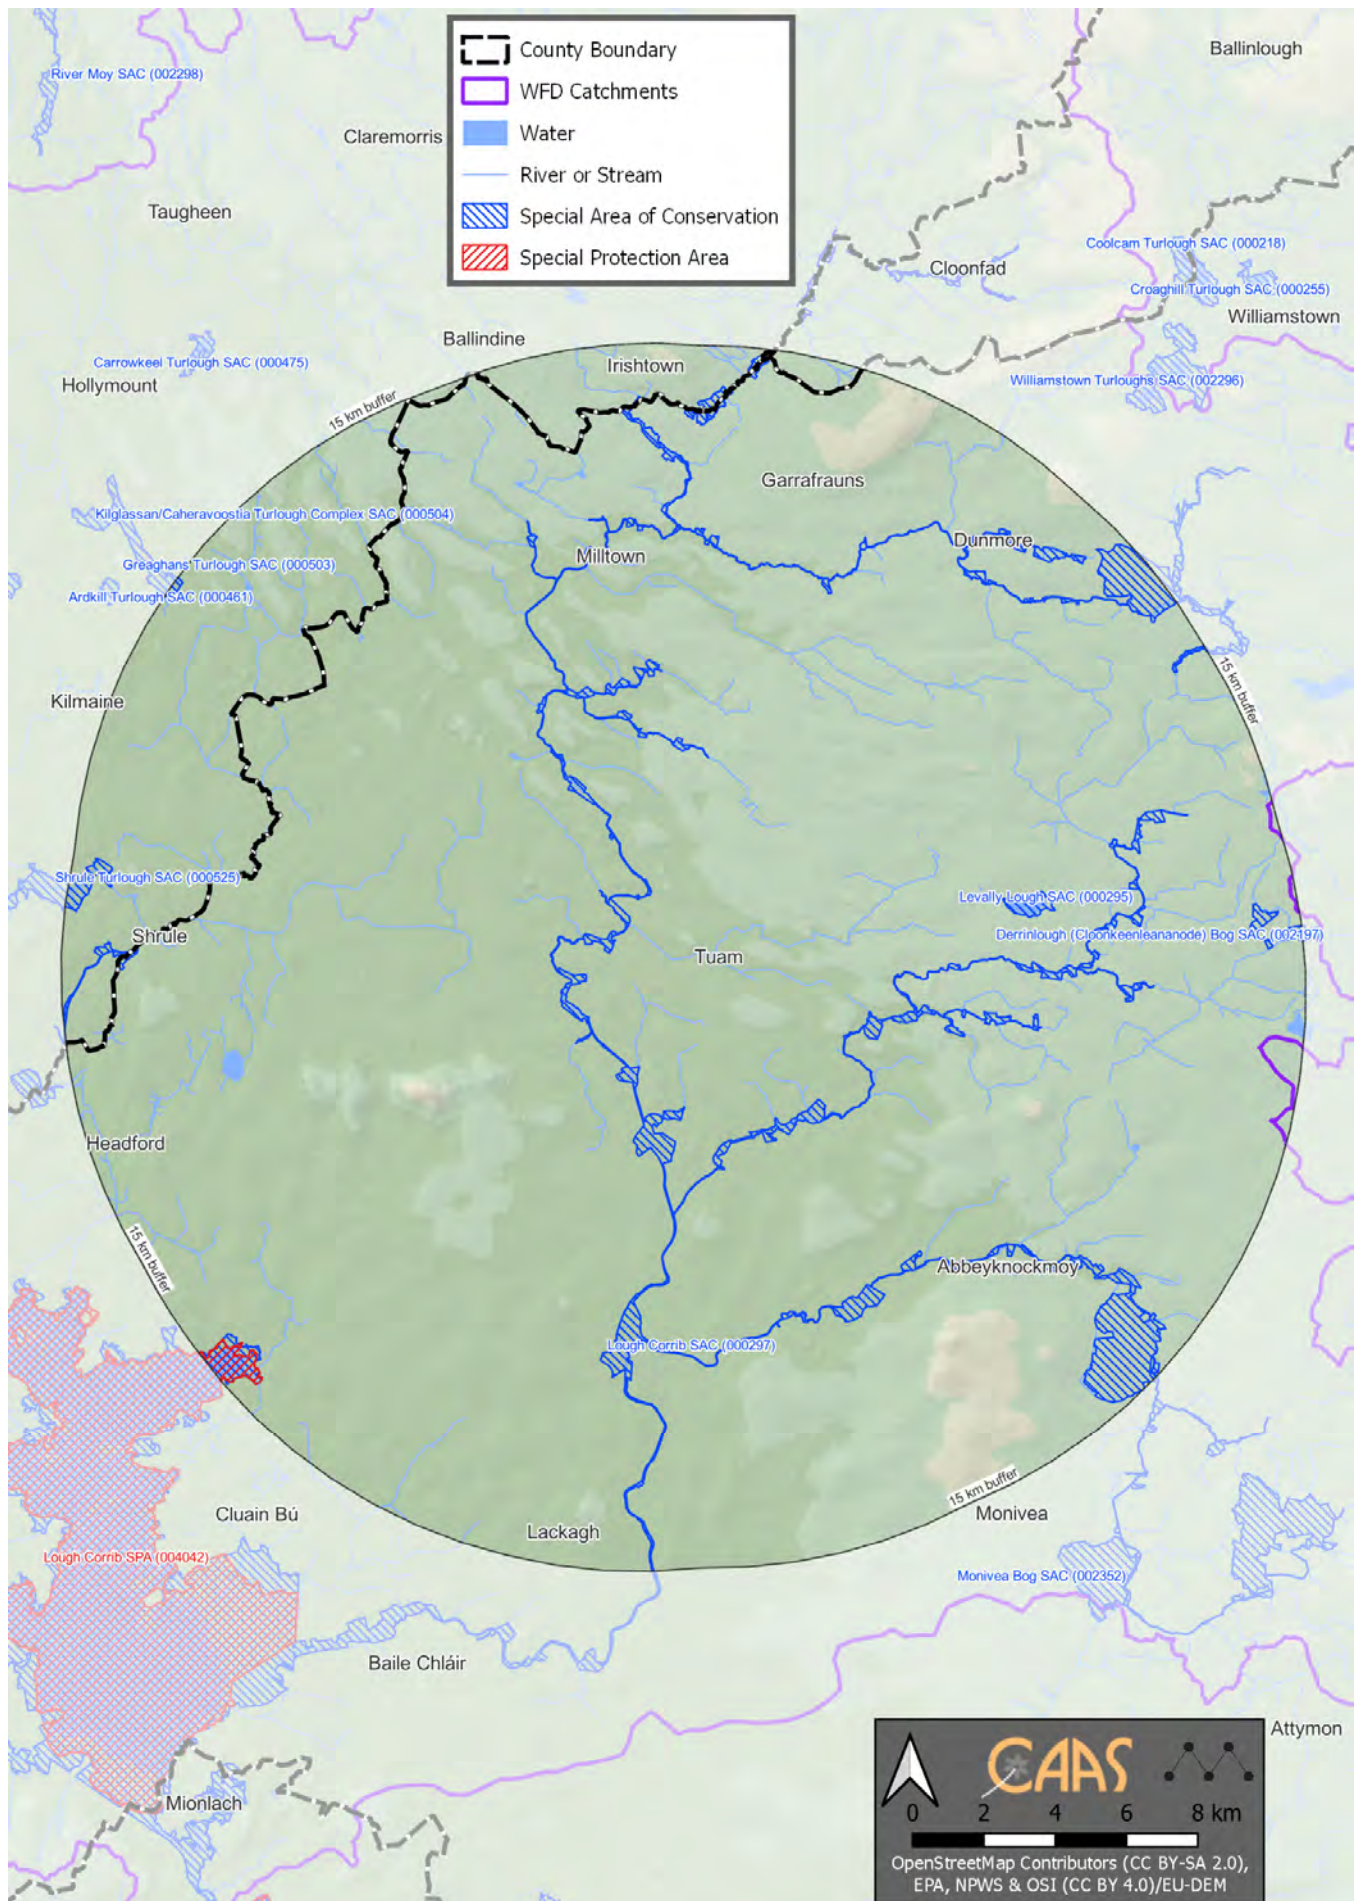 County Boundary
WFD Catchments
Water
River or Stream
Special Area of Conservation
Special Protection Area
Ballinlough
River Moy SAC (002298)
Claremorris
Taugheen
Coolcam Turlough SAC (000218)
Cloonfad
Croaghill Turlough SAC (000255)
Williamstown
Ballindine
Irishtown
Carrowkeel Turlough SAC (000475)
Hollymount
Williamstown Turloughs SAC (002296)
15 km buffer
Garrafrauns
Kilglassan/Caheravoostia Turlough Complex SAC (000504)
Dunmore
Milltown
Greaghans Turlough SAC (000503)
Ardkill Turlough SAC (000461)
15 km buffer
Kilmaine
Shrule Turlough SAC (000525)
Levally Lough SAC (000295)
Shrule
Derrinlough (Cloonkeenleananode) Bog SAC (002197)
Tuam
Headford
15 km buffer
Abbeyknockmoy
Lough Corrib SAC (000297)
15 km buffer
Cluain Bú
Monivea
Lackagh
Lough Corrib SPA (004042)
Monivea Bog SAC (002352)
Baile Chláir
Attymon
Mionlach
CAAS
0 2 4 6 8 km
OpenStreetMap Contributors (CC BY-SA 2.0),
EPA, NPWS & OSI (CC BY 4.0)/EU-DEM